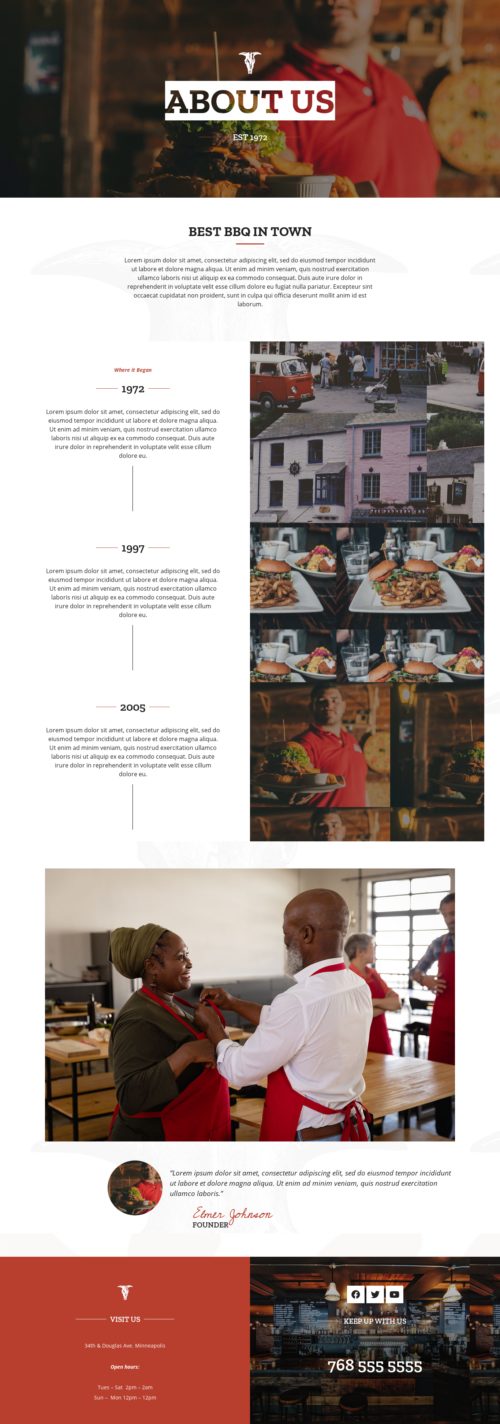 ABOUT US
EST 1972
BEST BBQ IN TOWN
Lorem ipsum dolor sit amet, consectetur adipiscing elit, sed do eiusmod tempor incididunt
ut labore et dolore magna aliqua. Ut enim ad minim veniam, quis nostrud exercitation
ullamco laboris nisi ut aliquip ex ea commodo consequat. Duis aute irure dolor in
reprehenderit in voluptate velit esse cillum dolore eu fugiat nulla pariatur. Excepteur sint
occaecat cupidatat non proident, sunt in culpa qui officia deserunt mollit anim id est
laborum.
Where it Began
1972
Lorem ipsum dolor sit amet, consectetur adipiscing elit, sed do
eiusmod tempor incididunt ut labore et dolore magna aliqua.
Ut enim ad minim veniam, quis nostrud exercitation ullamco
laboris nisi ut aliquip ex ea commodo consequat. Duis aute
irure dolor in reprehenderit in voluptate velit esse cillum
dolore eu.
1997
Lorem ipsum dolor sit amet, consectetur adipiscing elit, sed do
eiusmod tempor incididunt ut labore et dolore magna aliqua.
Ut enim ad minim veniam, quis nostrud exercitation ullamco
laboris nisi ut aliquip ex ea commodo consequat. Duis aute
irure dolor in reprehenderit in voluptate velit esse cillum
dolore eu.
2005
Lorem ipsum dolor sit amet, consectetur adipiscing elit, sed do
eiusmod tempor incididunt ut labore et dolore magna aliqua.
Ut enim ad minim veniam, quis nostrud exercitation ullamco
laboris nisi ut aliquip ex ea commodo consequat. Duis aute
irure dolor in reprehenderit in voluptate velit esse cillum
dolore eu.
"Lorem ipsum dolor sit amet, consectetur adipiscing elit, sed do eiusmod tempor incididunt
ut labore et dolore magna aliqua. Ut enim ad minim veniam, quis nostrud exercitation
ullamco laboris."
Elmer Johnson
FOUNDER
VISIT US
34th & Douglas Ave. Minneapolis
Open hours:
Tues – Sat 2pm – 2am
Sun – Mon 12pm – 12pm
KEEP UP WITH US
768 555 5555